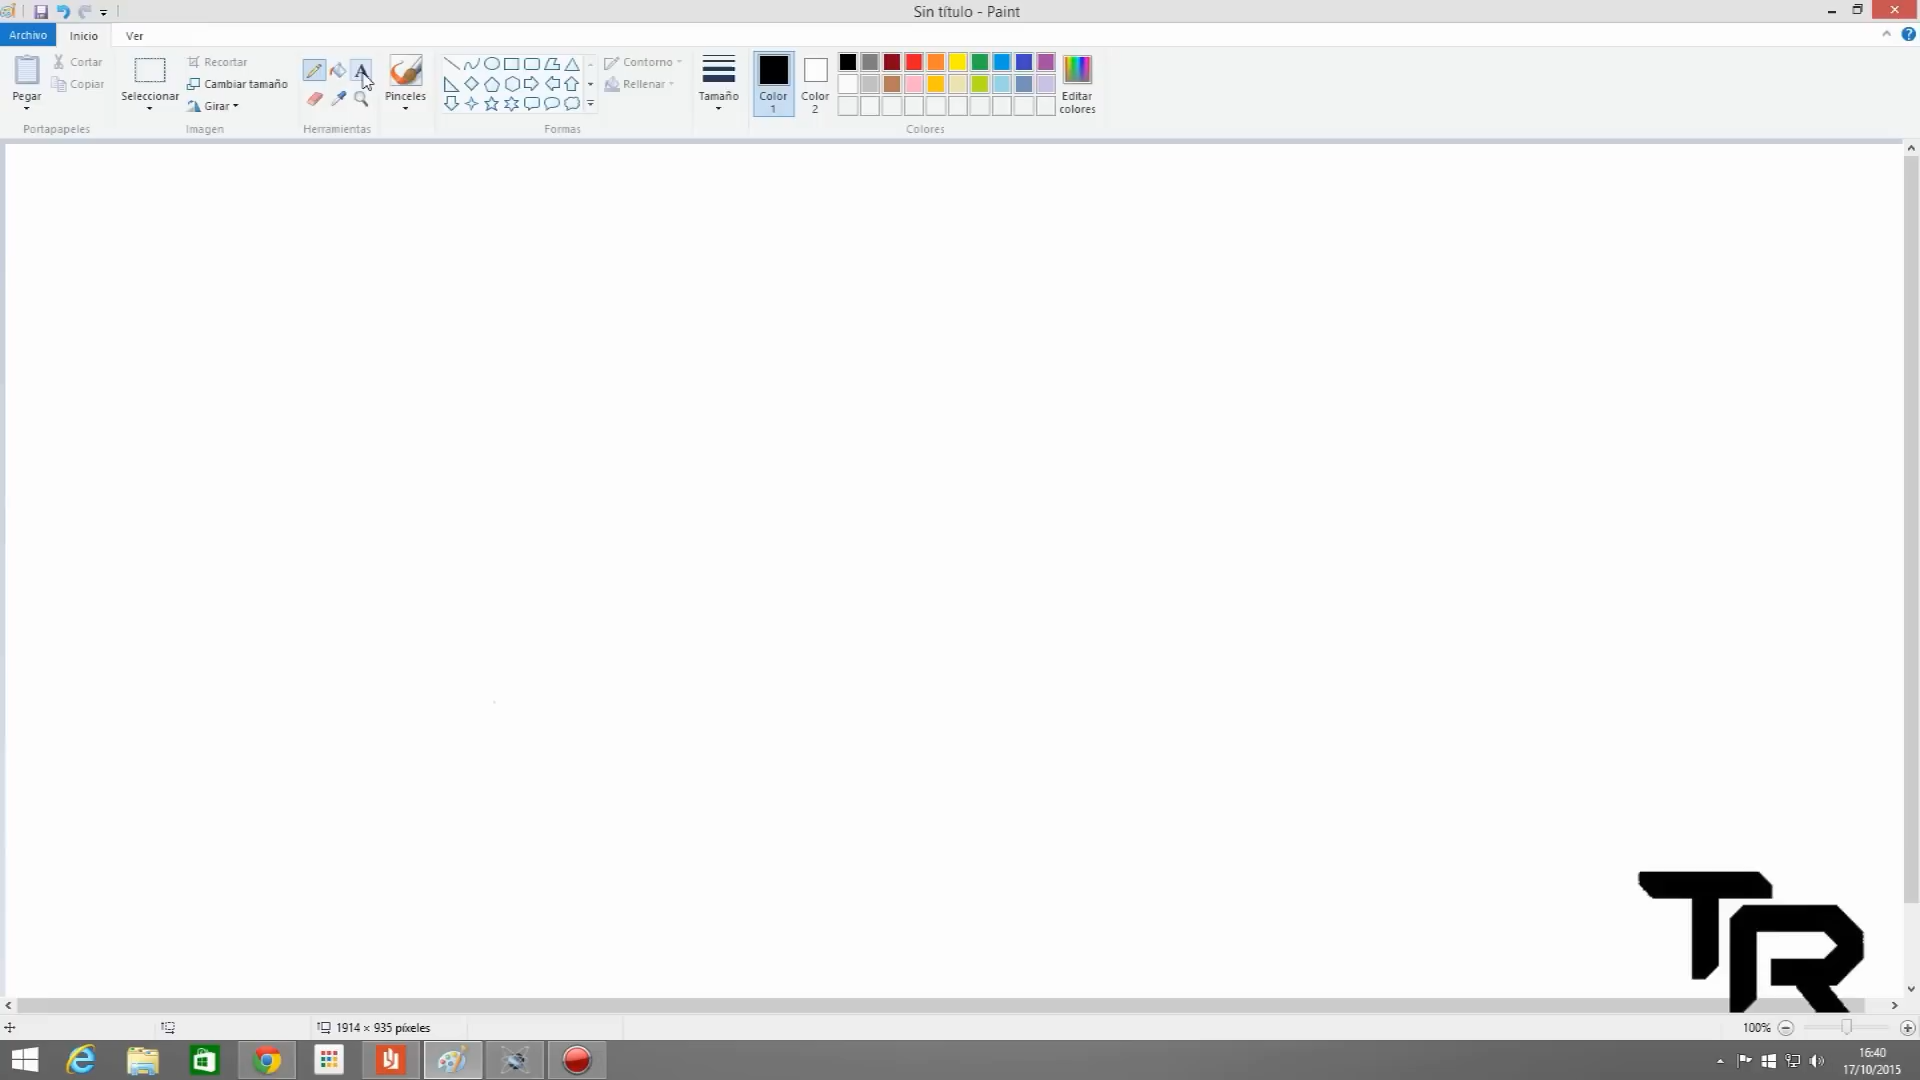 Sin título - Paint
Archivo Inicio Ver
Pegar
Cortar
Copiar
Portapapeles
Seleccionar
Recortar
Cambiar tamaño
Girar
Imagen
A
Herramientas
Pinceles
Contorno
Rellenar
Formas
Tamaño
Color
1
Color
2
Editar
colores
Colores
TR
1914 × 935 píxeles
100%
16:40
17/10/2015